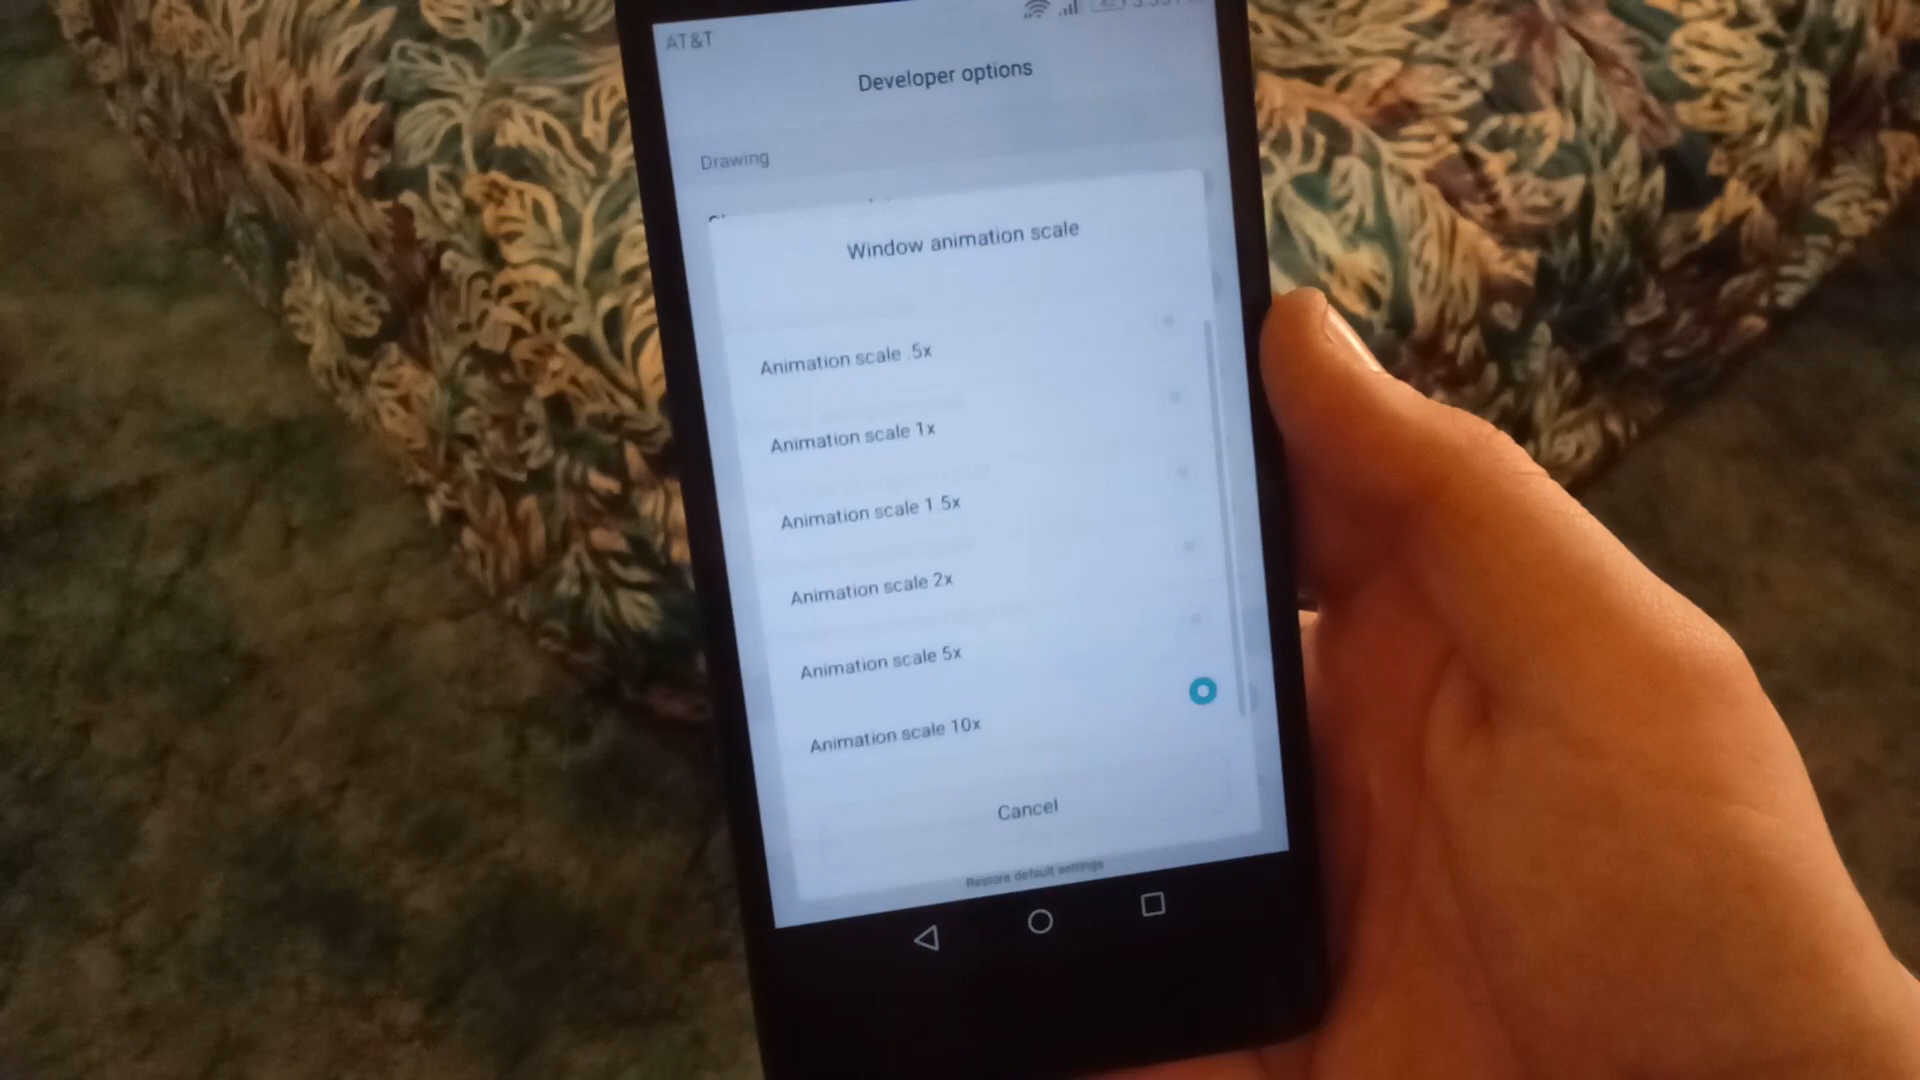 AT&T
Developer options
Drawing
Window animation scale
Animation scale .5x
Animation scale 1x
Animation scale 1.5x
Animation scale 2x
Animation scale 5x
Animation scale 10x
Cancel
Restore default settings